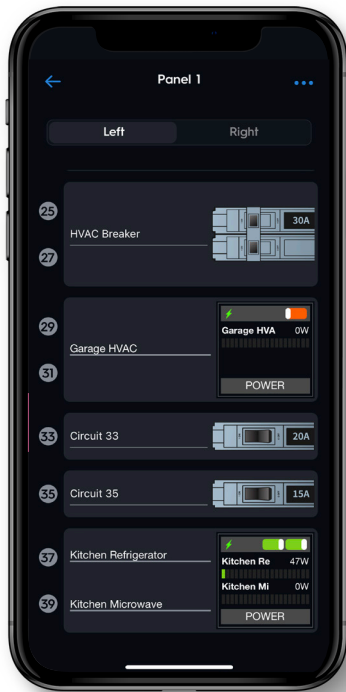 Panel 1
Left Right
25
HVAC Breaker
30A
27
29
Garage HVA 0W
Garage HVAC
31
POWER
33 Circuit 33 20A
35 Circuit 35 15A
37 Kitchen Refrigerator
Kitchen Re 47W
Kitchen Mi 0W
39 Kitchen Microwave
POWER